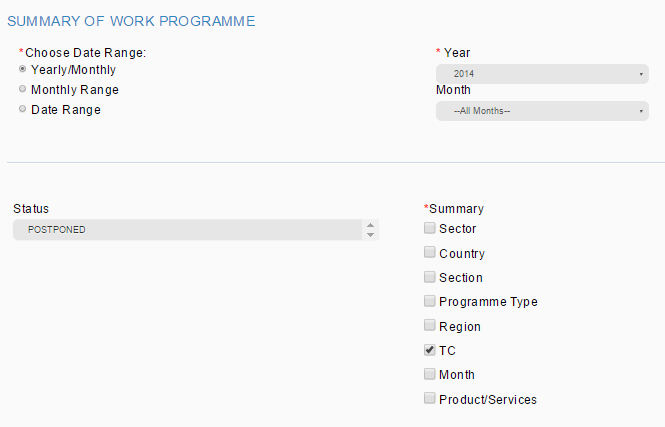 SUMMARY OF WORK PROGRAMME
*Choose Date Range:
Yearly/Monthly
Monthly Range
Date Range
* Year
2014
Month
--All Months--
Status
POSTPONED
*Summary
Sector
Country
Section
Programme Type
Region
TC
Month
Product/Services